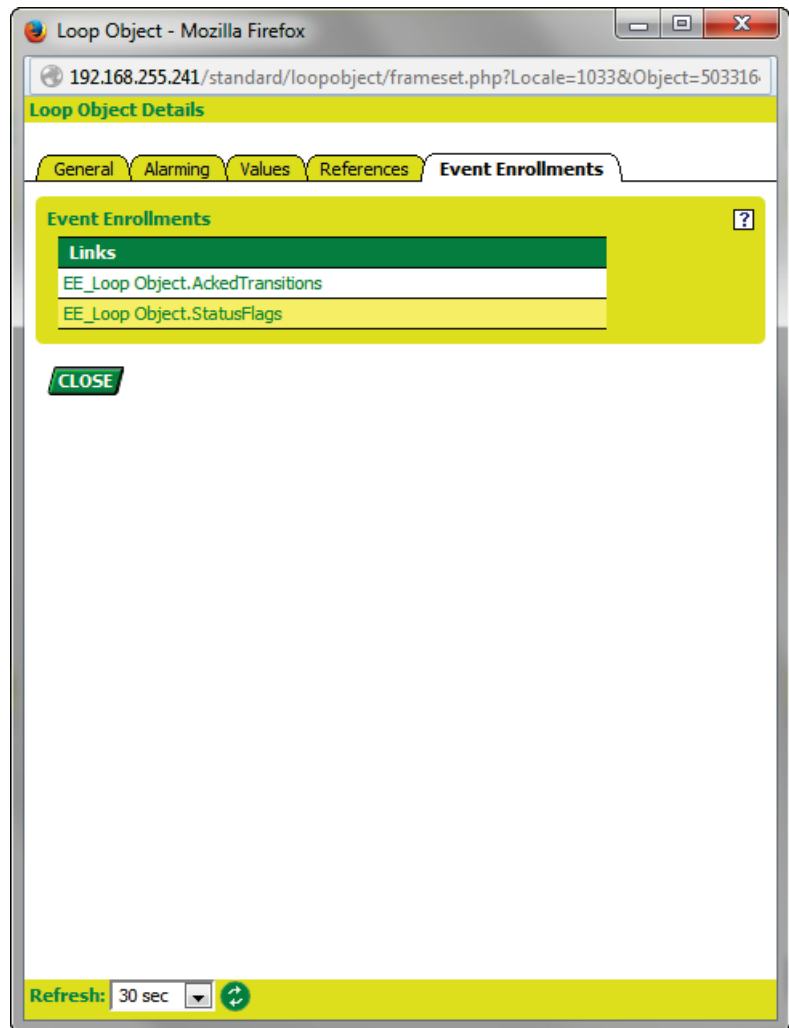 Loop Object - Mozilla Firefox
192.168.255.241/standard/loopobject/frameset.php?Locale=1033&Object=503316
Loop Object Details
General Alarming Values References Event Enrollments
Event Enrollments ?
Links
EE_Loop Object.AckedTransitions
EE_Loop Object.StatusFlags
CLOSE
Refresh: 30 sec